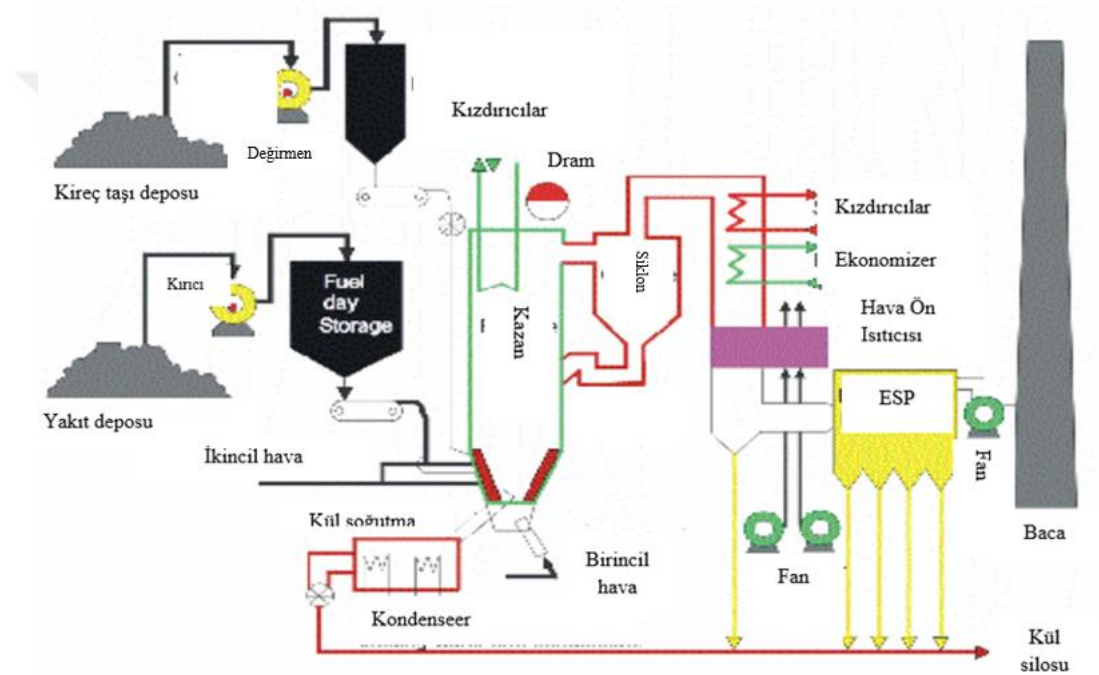 Kızdırıcılar
Değirmen
Dram
Kireç taşı deposu
Kızdırıcılar
Siklon
Ekonomizer
Kırıcı
Fuel
day
Storage
Kazan
Hava Ön
Isıtıcısı
ESP
Yakıt deposu
İkincil hava
Fan
Kül soğutma
Baca
Birincil
hava
Fan
Kondenseer
Kül
silosu